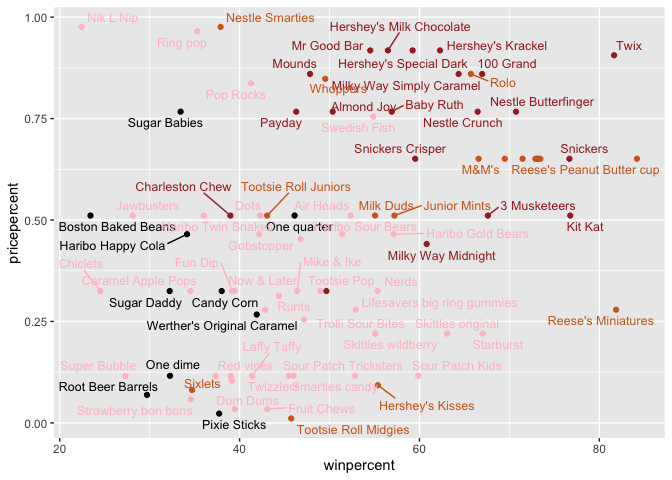 1.00
0.75
0.50
0.25
0.00
pricepercent
Nik L Nip
Nestle Smarties
Ring pop
Hershey's Milk Chocolate
Mr Good Bar
Hershey's Krackel
Twix
Mounds
Hershey's Special Dark
100 Grand
Rolo
Whoppers
Milky Way Simply Caramel
Pop Rocks
Almond Joy
Baby Ruth
Nestle Butterfinger
Sugar Babies
Payday
Swedish Fish
Nestle Crunch
Snickers Crisper
Snickers
M&M's
Reese's Peanut Butter cup
Charleston Chew
Tootsie Roll Juniors
Jawbusters
Dots
Air Heads
Milk Duds
Junior Mints
3 Musketeers
Boston Baked Beans
Haribo Twin Snakes
One quarter
Haribo Sour Bears
Haribo Gold Bears
Kit Kat
Haribo Happy Cola
Gobstopper
Milky Way Midnight
Chiclets
Fun Dip
Mike & Ike
Caramel Apple Pops
Now & Later
Tootsie Pop
Nerds
Sugar Daddy
Candy Corn
Runts
Lifesavers big ring gummies
Werther's Original Caramel
Trolli Sour Bites
Skittles original
Reese's Miniatures
Skittles wildberry
Starburst
Laffy Taffy
Super Bubble
One dime
Red vines
Sour Patch Tricksters
Sour Patch Kids
Root Beer Barrels
Sixlets
Twizzlers
Smarties candy
Strawberry bon bons
Dum Dums
Fruit Chews
Hershey's Kisses
Pixie Sticks
Tootsie Roll Midgies
20
40
60
80
winpercent